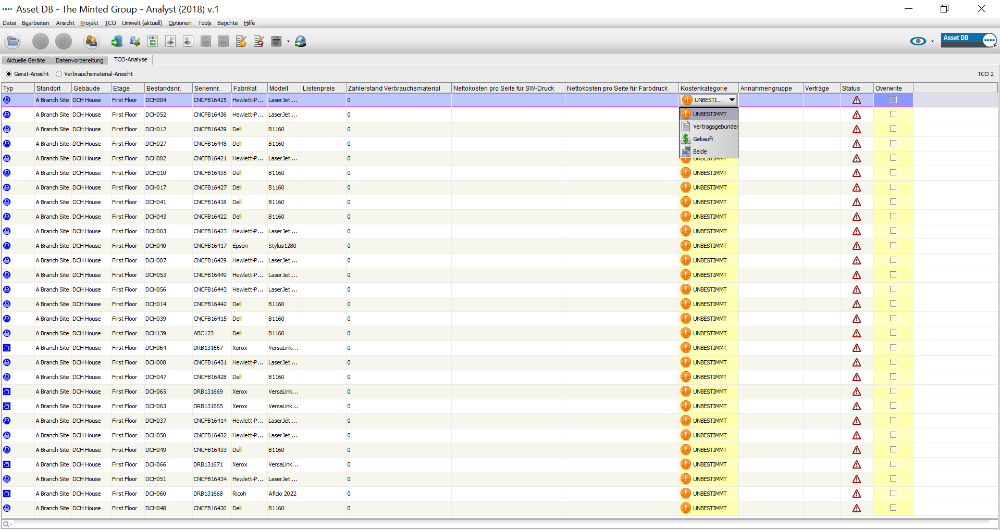 Asset DB - The Minted Group - Analyst (2018) v.1
Datei Bearbeiten Ansicht Projekt TCO Umwelt (aktuell) Optionen Tools Berichte Hilfe
Asset DB
Aktuelle Geräte Datenvorbereitung TCO-Analyse
Gerät-Ansicht Verbrauchsmaterial-Ansicht TCO 2
Typ Standort Gebäude Etage Bestandsnr. Seriennr. Fabrikat Modell Listenpreis Zählerstand Verbrauchsmaterial Nettokosten pro Seite für SW-Druck Nettokosten pro Seite für Farbdruck Kostenkategorie Annahmengruppe Verträge Status Overwrite
A Branch Site DCH House First Floor DCH004 CNCFB16425 Hewlett-P... LaserJet ... 0 UNBESTI...
A Branch Site DCH House First Floor DCH052 CNCFB16436 Hewlett-P... LaserJet ... 0 UNBESTIMMT
A Branch Site DCH House First Floor DCH012 CNCFB16439 Dell B1160 0 Vertragsgebunden
A Branch Site DCH House First Floor DCH027 CNCFB16448 Dell B1160 0 Gekauft
Beide
A Branch Site DCH House First Floor DCH002 CNCFB16421 Hewlett-P... LaserJet ... 0 UNBESTIMMT
A Branch Site DCH House First Floor DCH010 CNCFB16435 Dell B1160 0 UNBESTIMMT
A Branch Site DCH House First Floor DCH017 CNCFB16427 Dell B1160 0 UNBESTIMMT
A Branch Site DCH House First Floor DCH041 CNCFB16418 Dell B1160 0 UNBESTIMMT
A Branch Site DCH House First Floor DCH043 CNCFB16422 Dell B1160 0 UNBESTIMMT
A Branch Site DCH House First Floor DCH003 CNCFB16423 Hewlett-P... LaserJet ... 0 UNBESTIMMT
A Branch Site DCH House First Floor DCH040 CNCFB16417 Epson Stylus1280 0 UNBESTIMMT
A Branch Site DCH House First Floor DCH007 CNCFB16429 Hewlett-P... LaserJet ... 0 UNBESTIMMT
A Branch Site DCH House First Floor DCH053 CNCFB16449 Hewlett-P... LaserJet ... 0 UNBESTIMMT
A Branch Site DCH House First Floor DCH056 CNCFB16443 Hewlett-P... LaserJet ... 0 UNBESTIMMT
A Branch Site DCH House First Floor DCH014 CNCFB16442 Dell B1160 0 UNBESTIMMT
A Branch Site DCH House First Floor DCH039 CNCFB16415 Dell B1160 0 UNBESTIMMT
A Branch Site DCH House First Floor DCH139 ABC123 Dell B1160 0 UNBESTIMMT
A Branch Site DCH House First Floor DCH064 DRB131667 Xerox VersaLink... 0 UNBESTIMMT
A Branch Site DCH House First Floor DCH008 CNCFB16431 Hewlett-P... LaserJet ... 0 UNBESTIMMT
A Branch Site DCH House First Floor DCH047 CNCFB16428 Dell B1160 0 UNBESTIMMT
A Branch Site DCH House First Floor DCH065 DRB131669 Xerox VersaLink... 0 UNBESTIMMT
A Branch Site DCH House First Floor DCH063 DRB131665 Xerox VersaLink... 0 UNBESTIMMT
A Branch Site DCH House First Floor DCH037 CNCFB16414 Hewlett-P... LaserJet ... 0 UNBESTIMMT
A Branch Site DCH House First Floor DCH050 CNCFB16432 Hewlett-P... LaserJet ... 0 UNBESTIMMT
A Branch Site DCH House First Floor DCH049 CNCFB16433 Dell B1160 0 UNBESTIMMT
A Branch Site DCH House First Floor DCH066 DRB131671 Xerox VersaLink... 0 UNBESTIMMT
A Branch Site DCH House First Floor DCH051 CNCFB16434 Hewlett-P... LaserJet ... 0 UNBESTIMMT
A Branch Site DCH House First Floor DCH060 DRB131668 Ricoh Aficio 2022 0 UNBESTIMMT
A Branch Site DCH House First Floor DCH048 CNCFB16430 Dell B1160 0 UNBESTIMMT